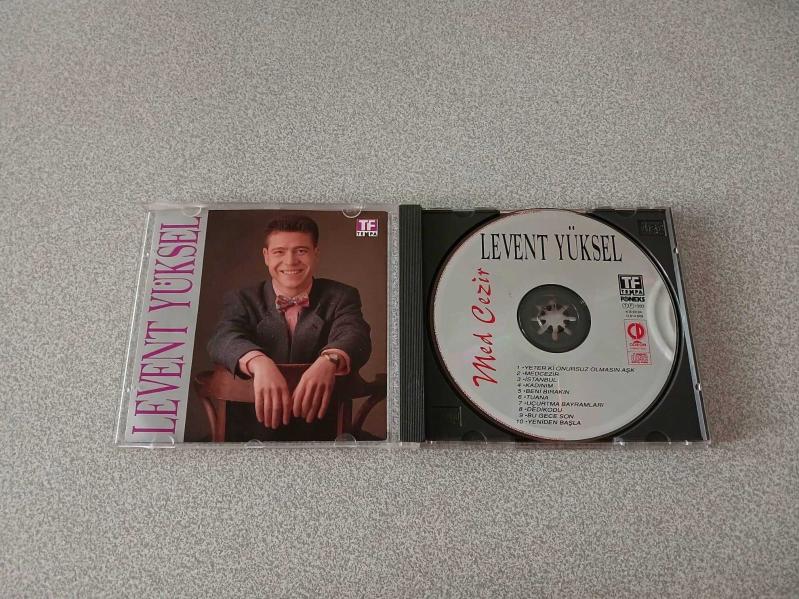 LEVENT YÜKSEL
TF
TEMPA
LEVENT YÜKSEL
Med Cezir
TF
TEMPA
FONEKS
1 -YETER Kİ ONURSUZ OLMASIN AŞK
2 -MEDCEZİR
3 -İSTANBUL
4 -KADINIM
5 -BENİ BIRAKIN
6 -TUANA
7 -UÇURTMA BAYRAMLARI
8 -DEDİKODU
9 -BU GECE SON
10 -YENİDEN BAŞLA